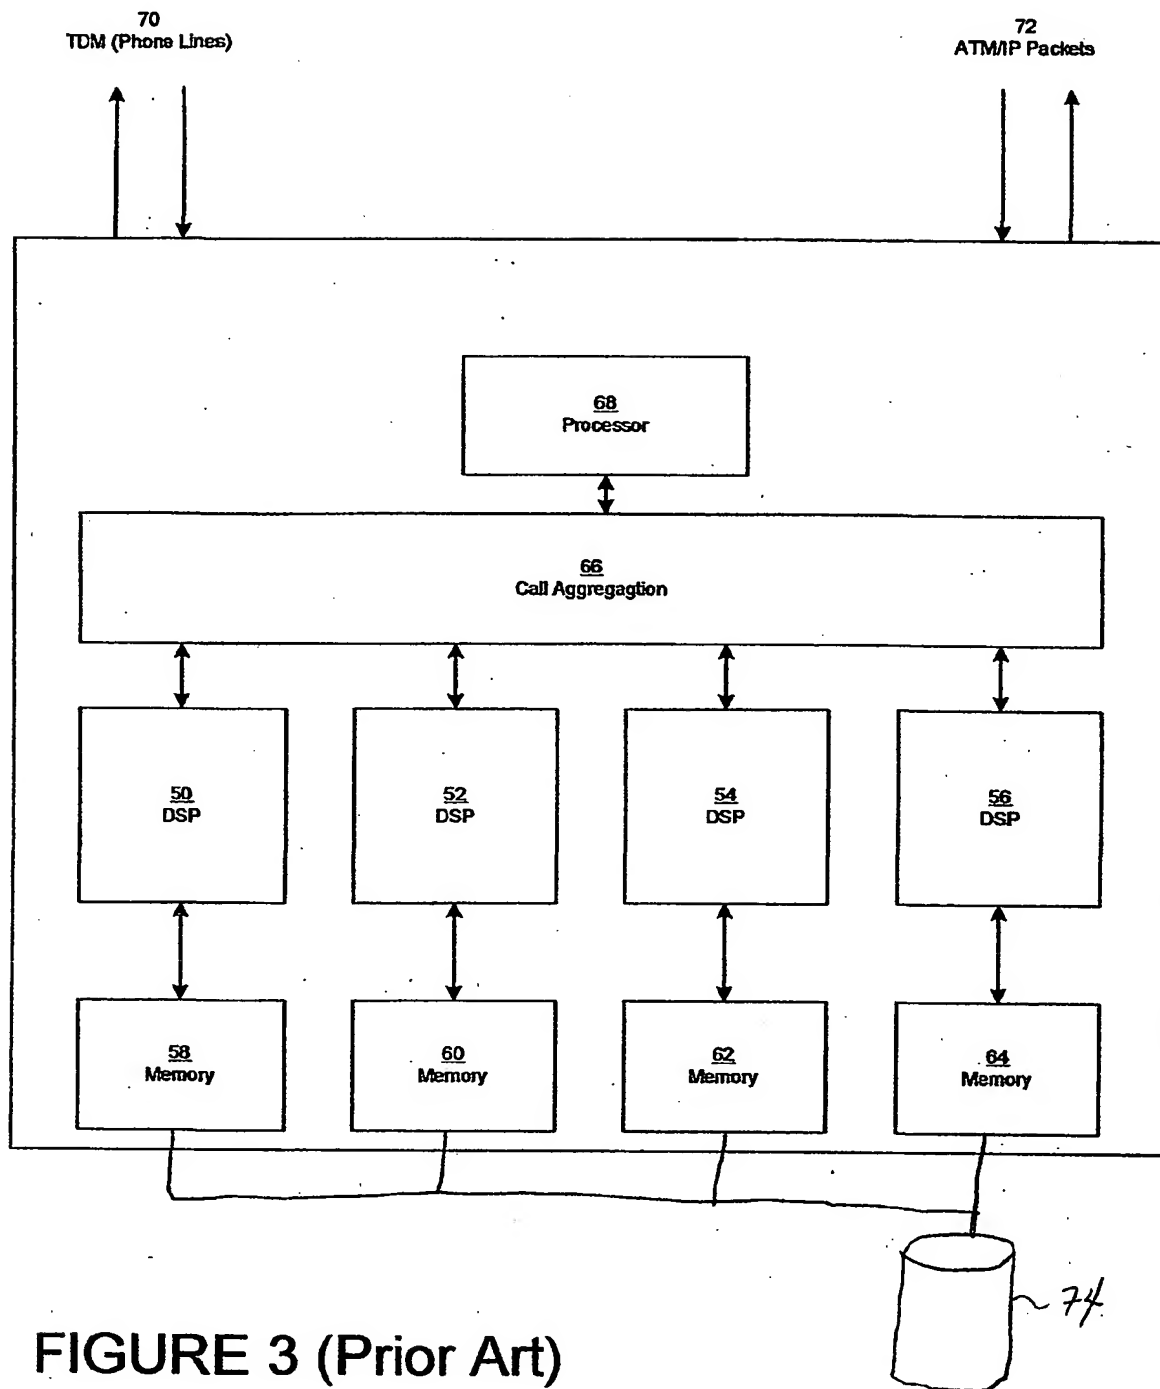 70
TDM (Phone Lines)
72
ATM/IP Packets
68
Processor
66
Call Aggregagtion
50
DSP
52
DSP
54
DSP
56
DSP
58
Memory
60
Memory
62
Memory
64
Memory
74
FIGURE 3 (Prior Art)